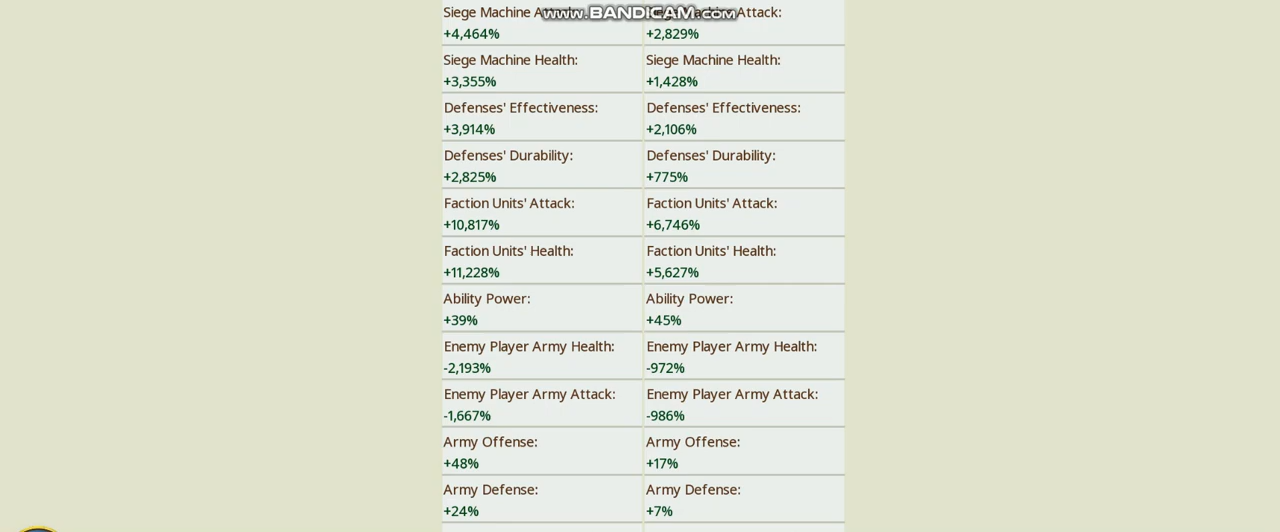 www.BANDICAM.com
Siege Machine Attack:
Attack:
+4,464%
+2,829%
Siege Machine Health:
Siege Machine Health:
+3,355%
+1,428%
Defenses' Effectiveness:
Defenses' Effectiveness:
+3,914%
+2,106%
Defenses' Durability:
Defenses' Durability:
+2,825%
+775%
Faction Units' Attack:
Faction Units' Attack:
+10,817%
+6,746%
Faction Units' Health:
Faction Units' Health:
+11,228%
+5,627%
Ability Power:
Ability Power:
+39%
+45%
Enemy Player Army Health:
Enemy Player Army Health:
-2,193%
-972%
Enemy Player Army Attack:
Enemy Player Army Attack:
-1,667%
-986%
Army Offense:
Army Offense:
+48%
+17%
Army Defense:
Army Defense:
+24%
+7%